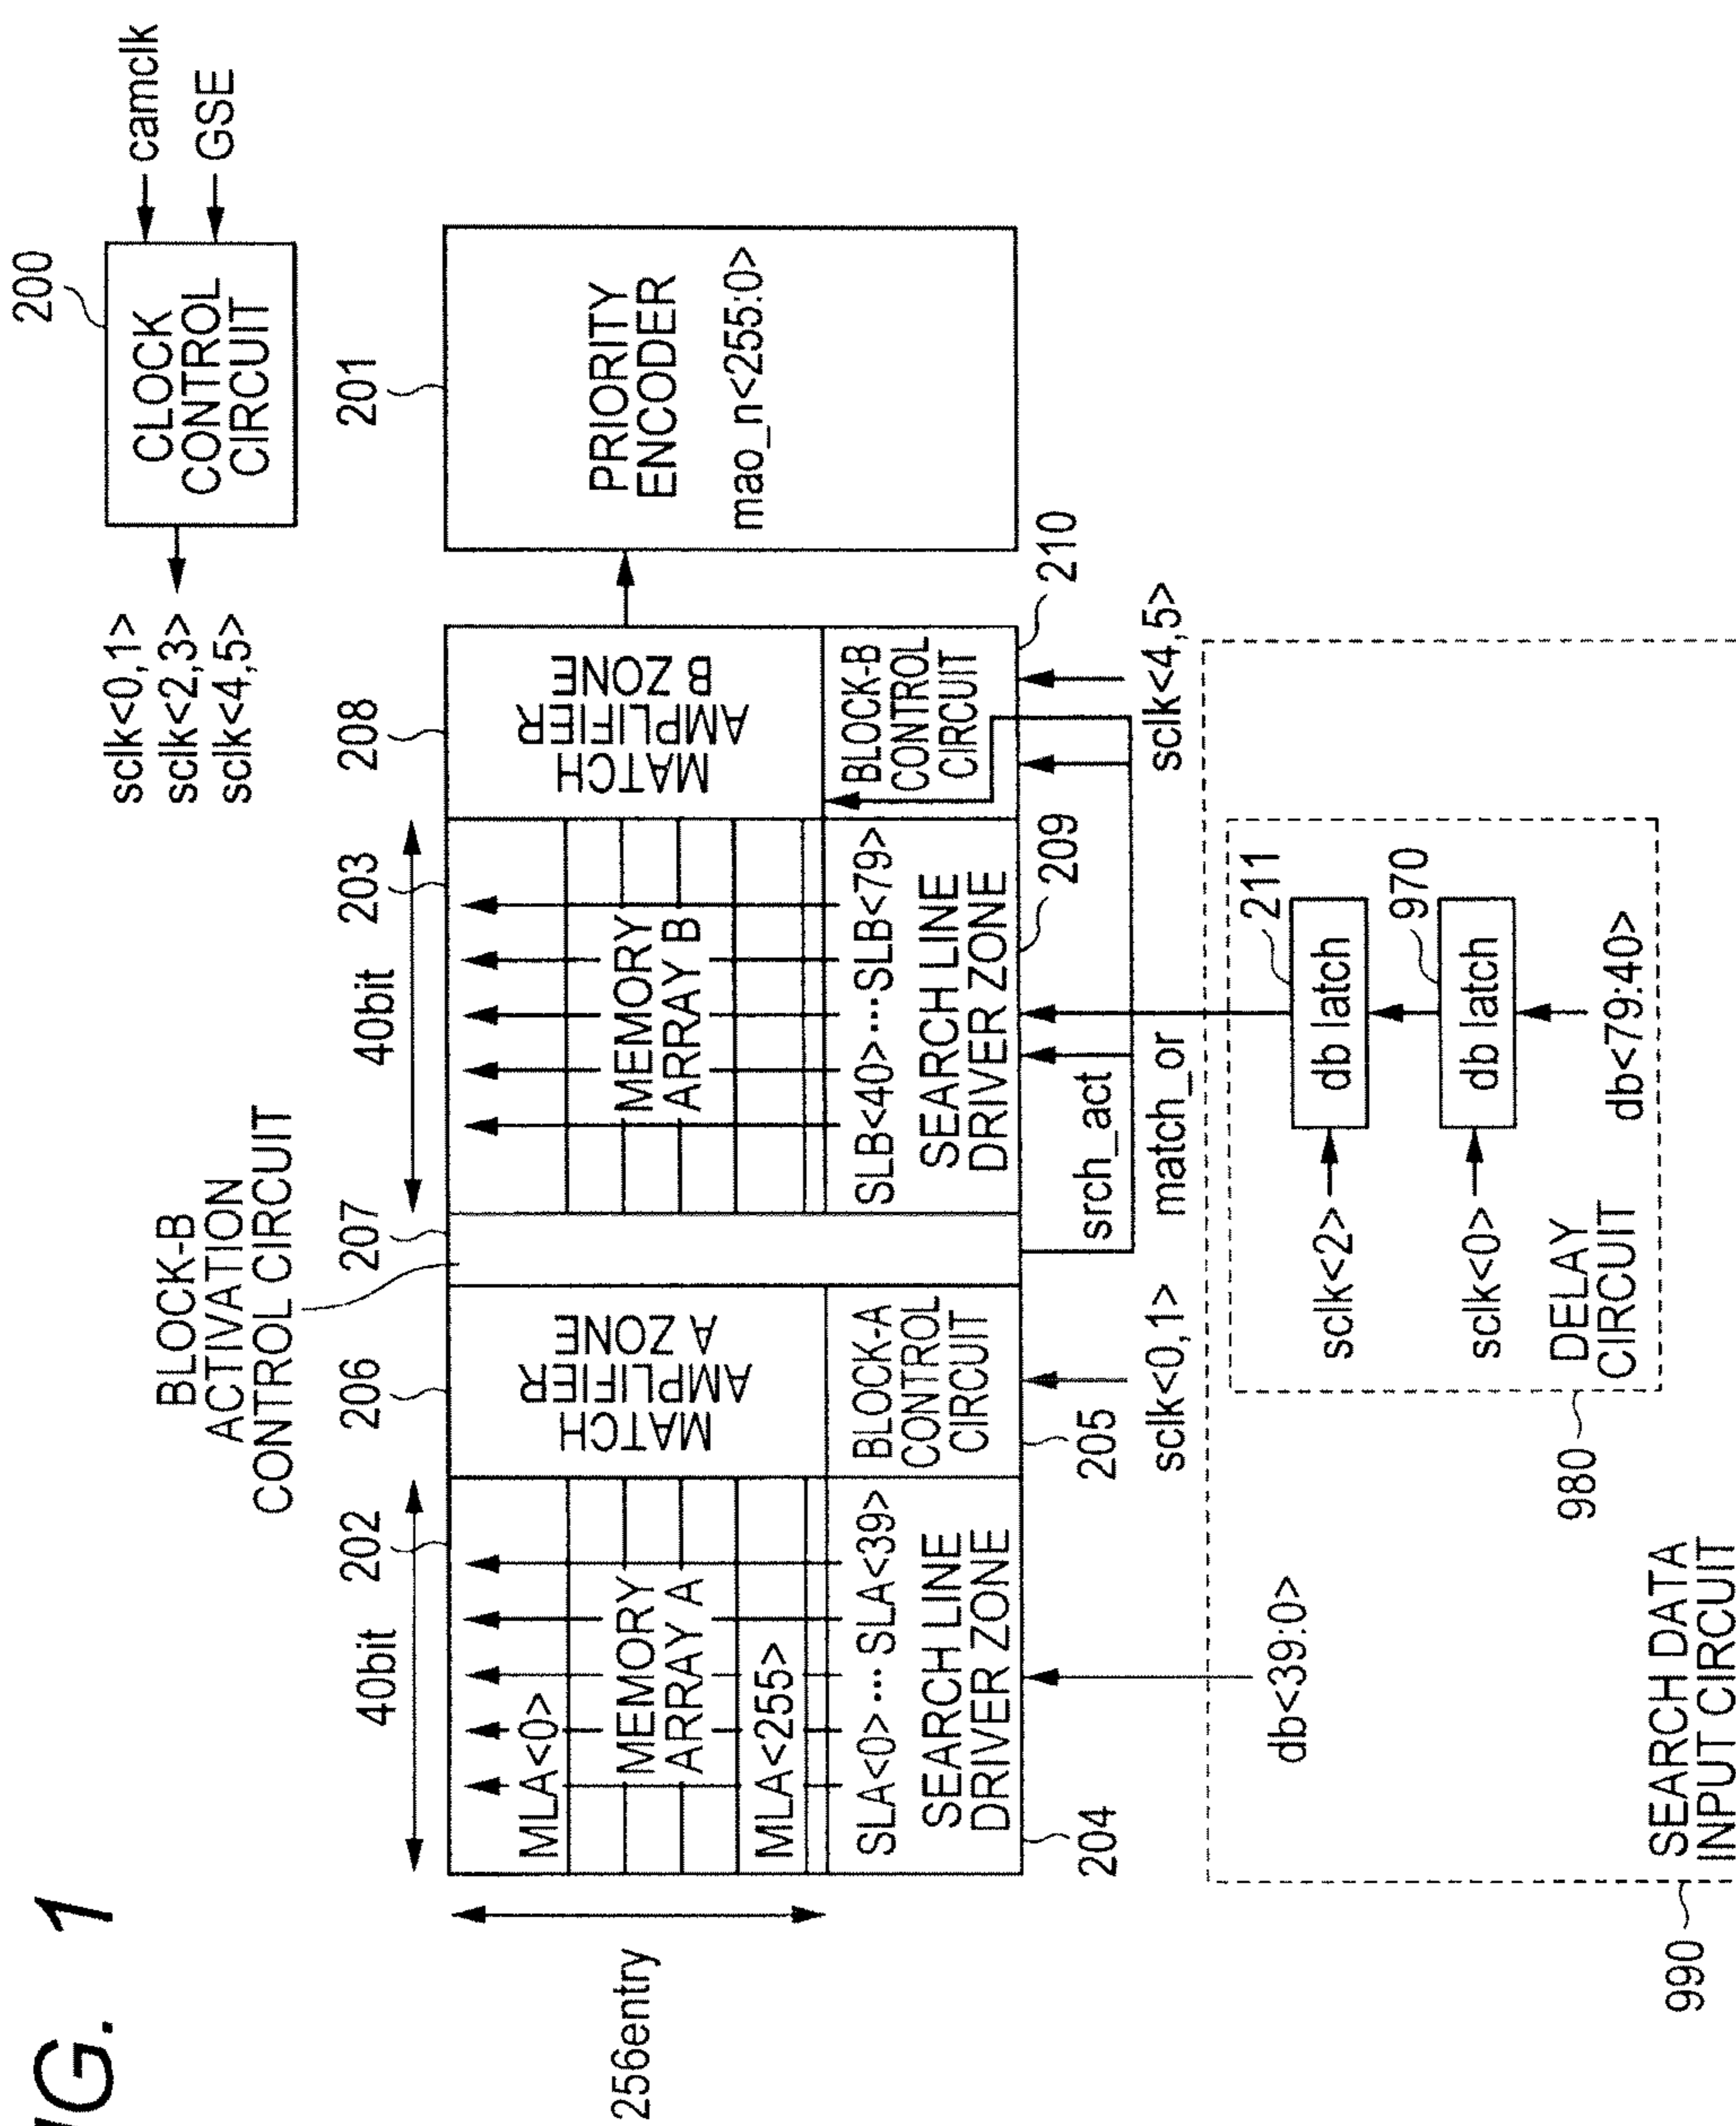 IG. 1
200
CLOCK
CONTROL
CIRCUIT
camclk
GSE
sclk<0,1>
sclk<2,3>
sclk<4,5>
BLOCK-B
ACTIVATION
CONTROL CIRCUIT
40bit
202
206
207
40bit
203
208
201
256entry
MLA<0>
MEMORY
ARRAY A
MLA<255>
SLA<0> ... SLA<39>
SEARCH LINE
DRIVER ZONE
MATCH
AMPLIFIER
A ZONE
BLOCK-A
CONTROL
CIRCUIT
MEMORY
ARRAY B
SLB<40> ... SLB<79>
SEARCH LINE
DRIVER ZONE
MATCH
AMPLIFIER
B ZONE
BLOCK-B
CONTROL
CIRCUIT
PRIORITY
ENCODER
mao_n<255:0>
204
205
209
210
sclk<0,1>
srch_act
match_or
sclk<4,5>
db<39:0>
211
db latch
sclk<2>
970
db latch
sclk<0>
db<79:40>
DELAY
CIRCUIT
980
SEARCH DATA
INPUT CIRCUIT
990